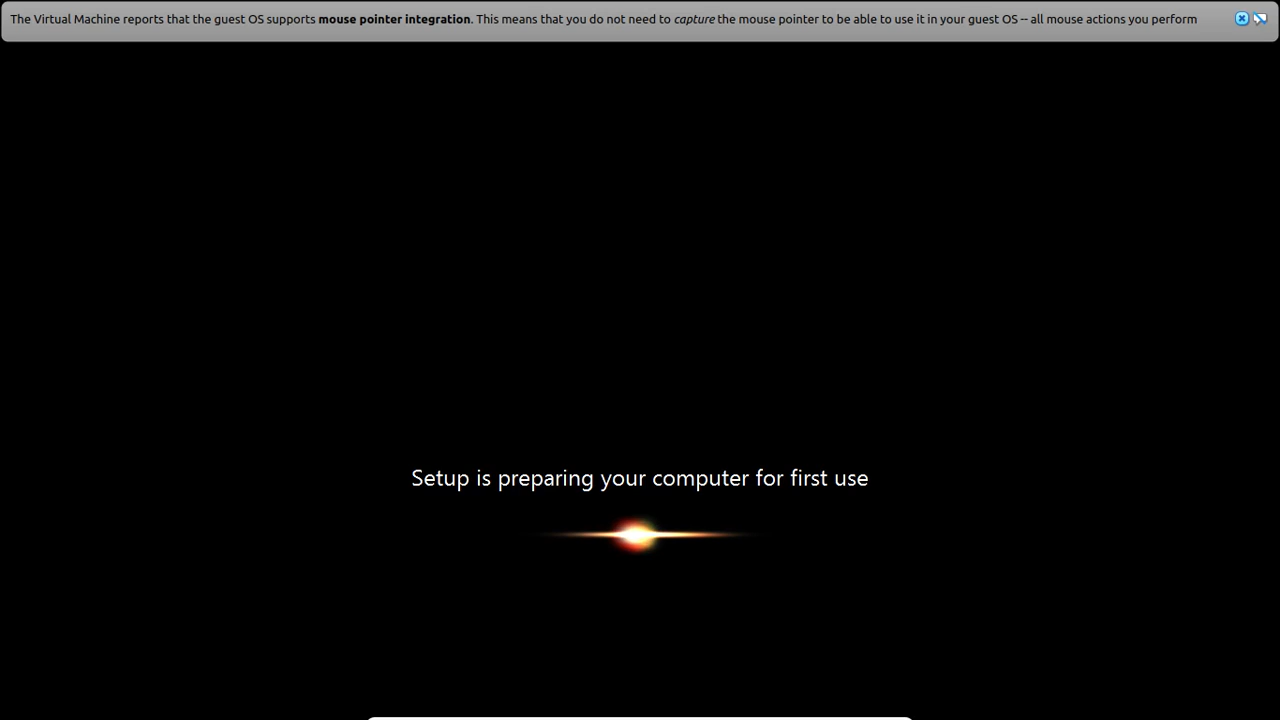 The Virtual Machine reports that the guest OS supports mouse pointer integration. This means that you do not need to capture the mouse pointer to be able to use it in your guest OS -- all mouse actions you perform
Setup is preparing your computer for first use